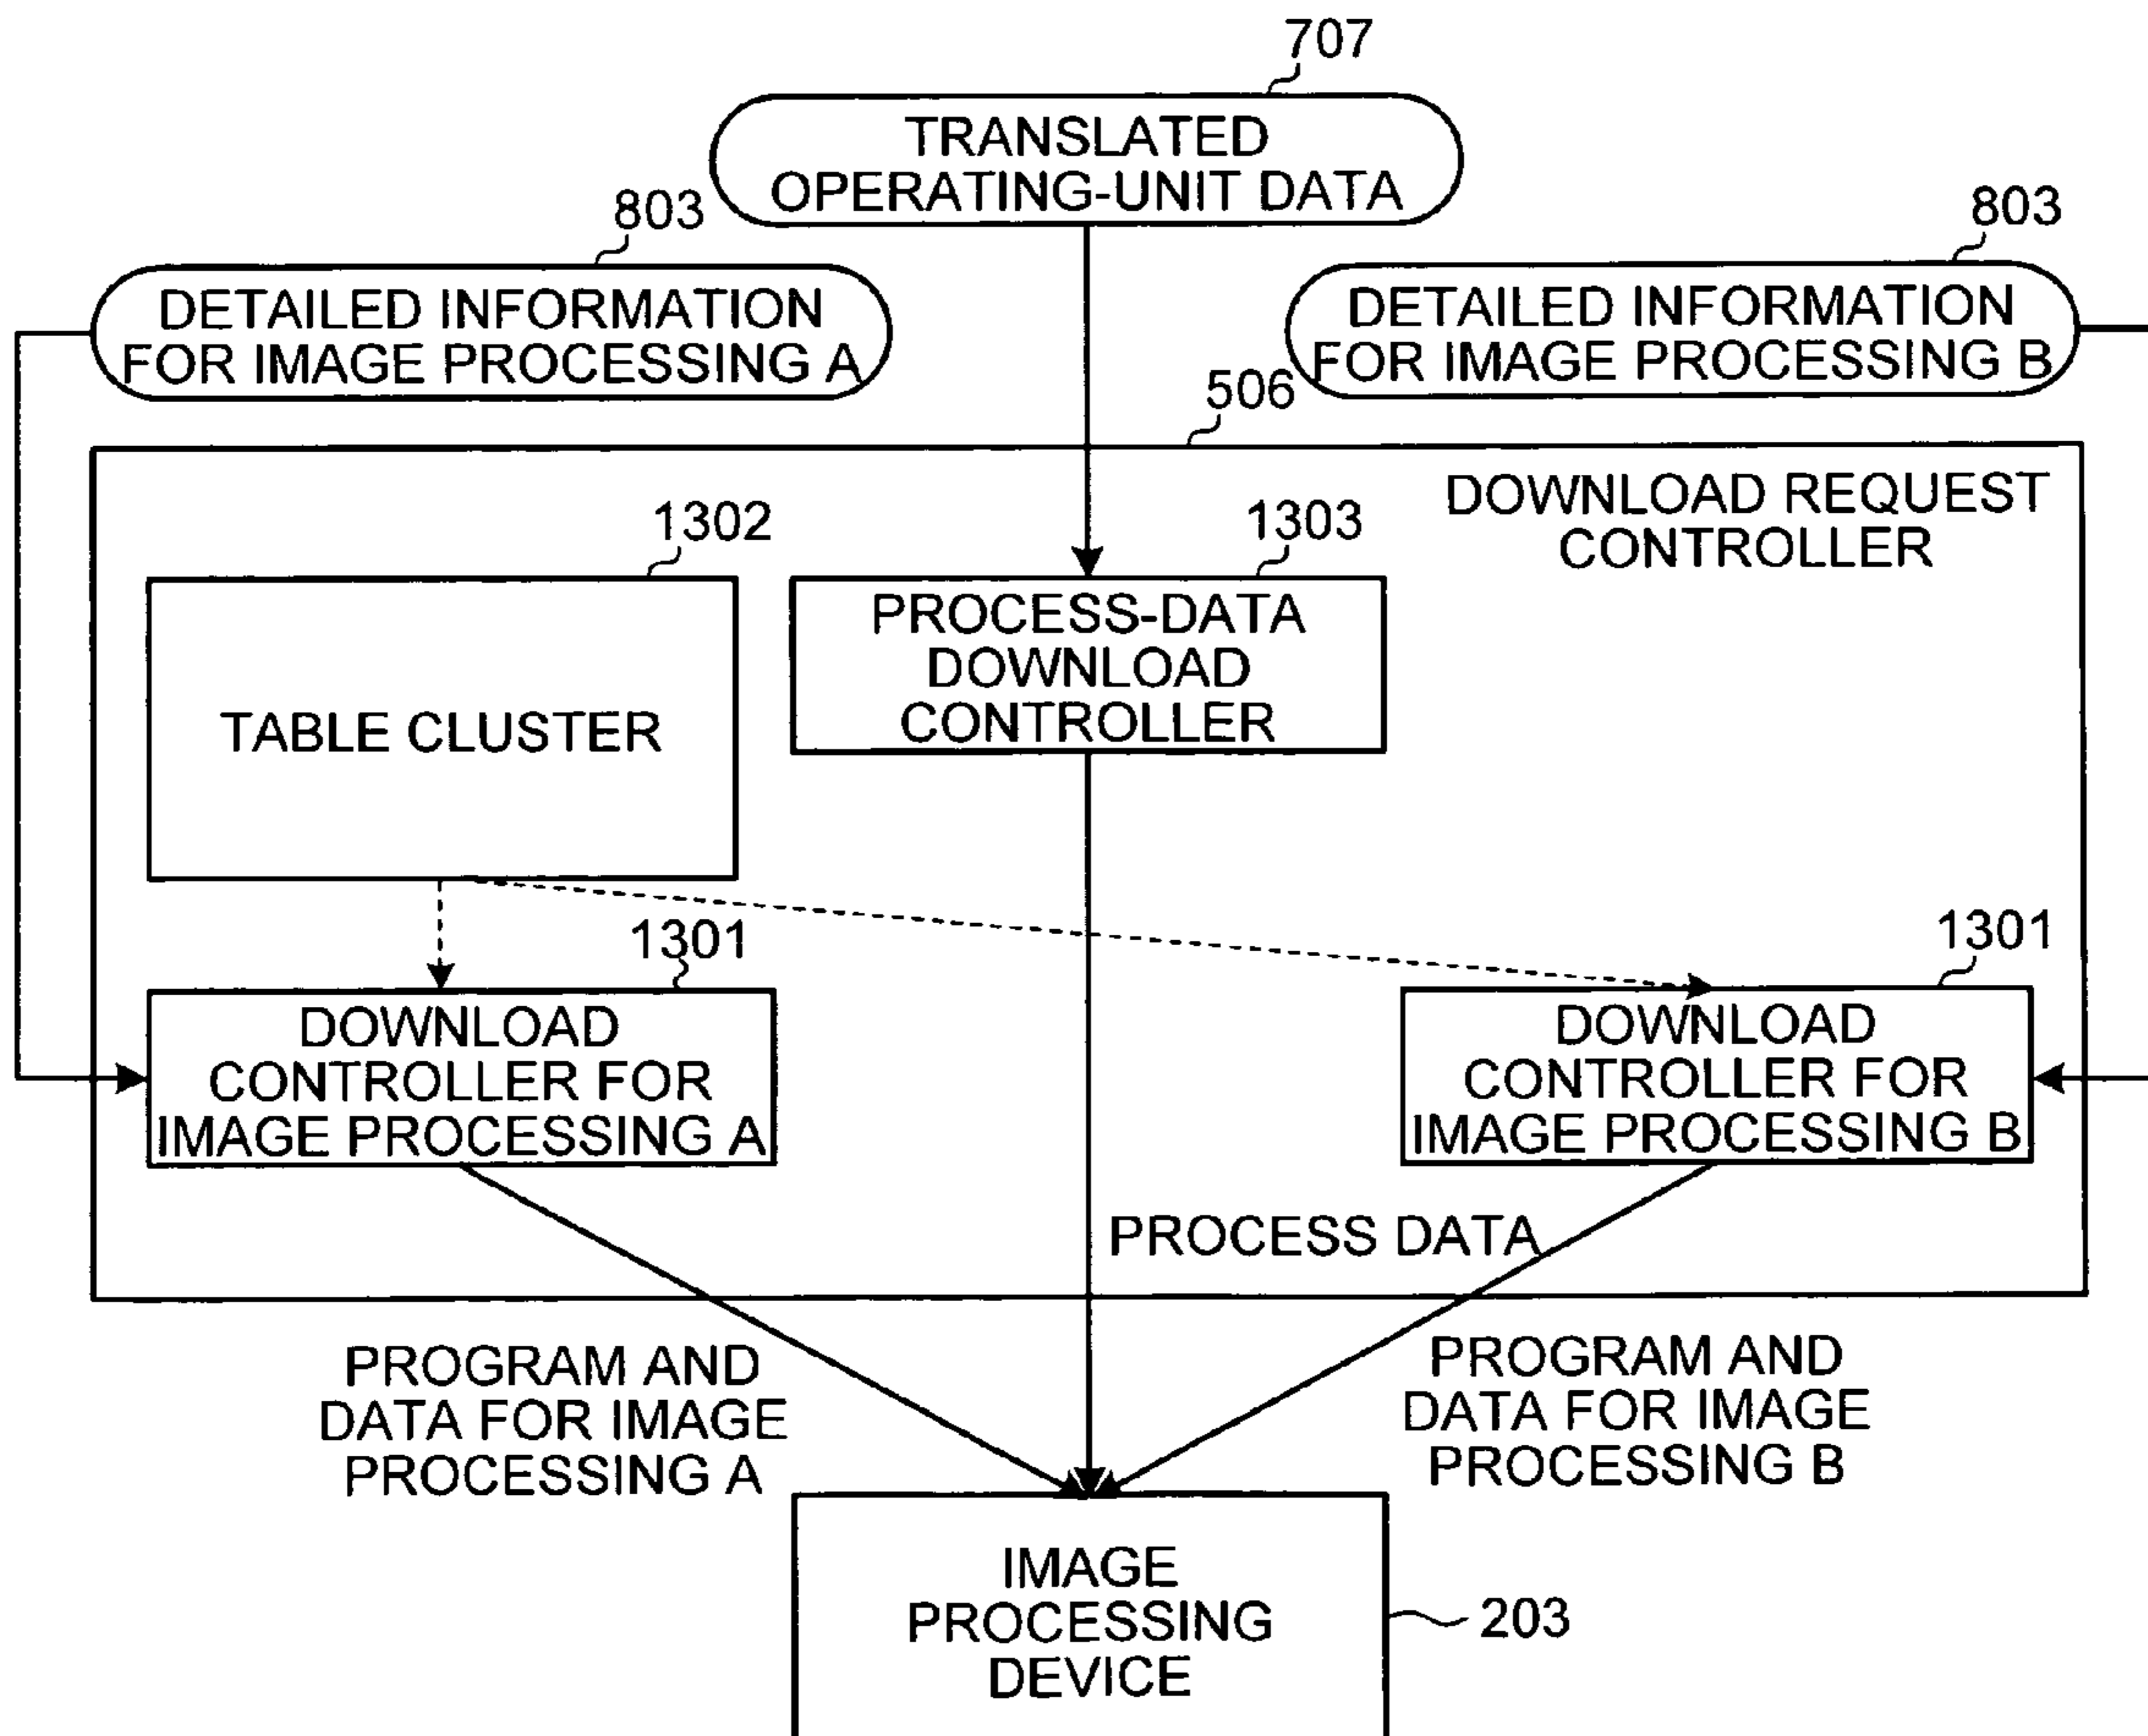 707
TRANSLATED
OPERATING-UNIT DATA
803
DETAILED INFORMATION
FOR IMAGE PROCESSING A
803
DETAILED INFORMATION
FOR IMAGE PROCESSING B
506
DOWNLOAD REQUEST
CONTROLLER
1302
TABLE CLUSTER
1303
PROCESS-DATA
DOWNLOAD
CONTROLLER
1301
DOWNLOAD
CONTROLLER FOR
IMAGE PROCESSING A
1301
DOWNLOAD
CONTROLLER FOR
IMAGE PROCESSING B
PROCESS DATA
PROGRAM AND
DATA FOR IMAGE
PROCESSING A
PROGRAM AND
DATA FOR IMAGE
PROCESSING B
IMAGE
PROCESSING
DEVICE
203